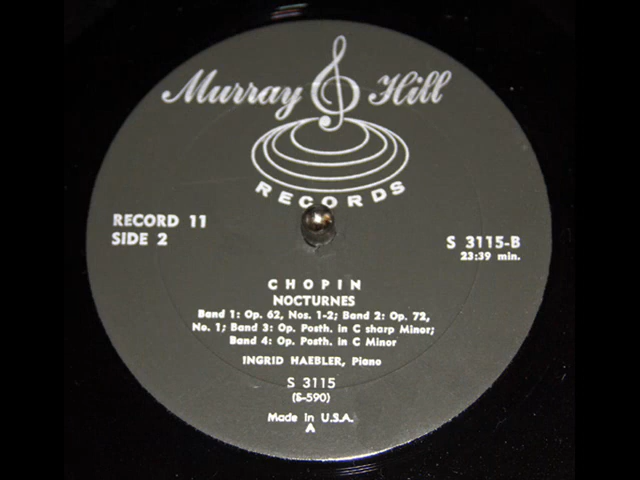 Murray Hill
RECORDS
RECORD 11
SIDE 2
S 3115-B
23:39 min.
CHOPIN
NOCTURNES
Band 1: Op. 62, Nos. 1-2; Band 2: Op. 72,
No. 1; Band 3: Op. Posth. in C sharp Minor;
Band 4: Op. Posth. in C Minor
INGRID HAEBLER, Piano
S 3115
(S-590)
Made in U.S.A.
A